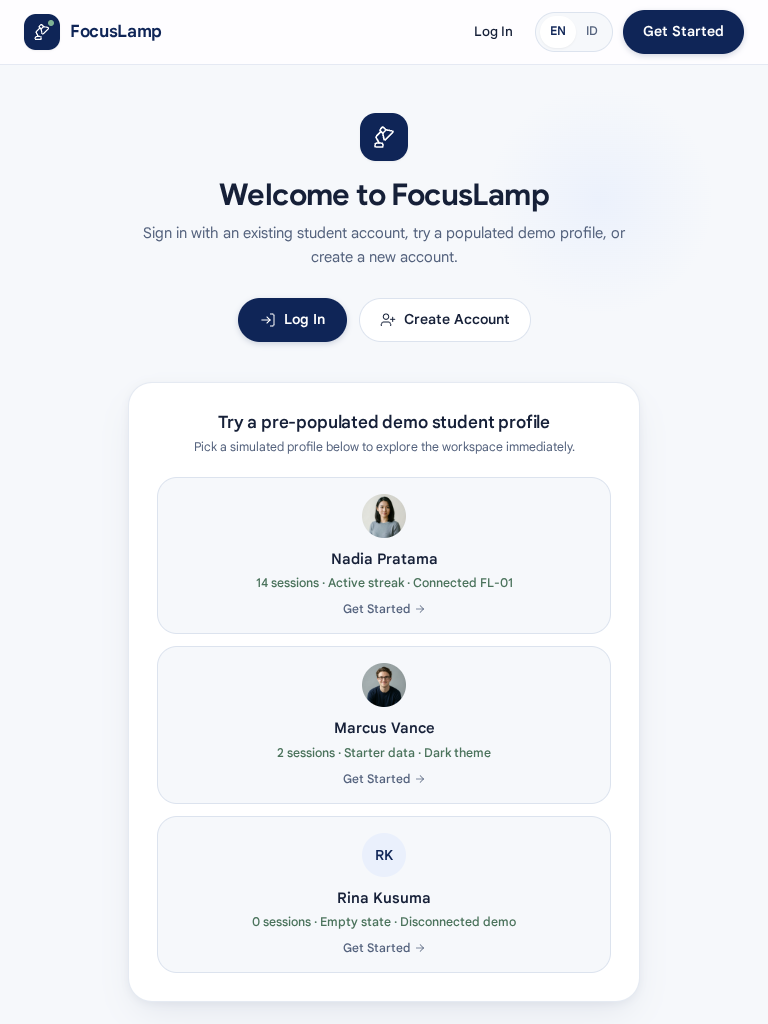 FocusLamp
Log In
EN
ID
Get Started
Welcome to FocusLamp
Sign in with an existing student account, try a populated demo profile, or
create a new account.
Log In
Create Account
Try a pre-populated demo student profile
Pick a simulated profile below to explore the workspace immediately.
Nadia Pratama
14 sessions · Active streak · Connected FL-01
Get Started →
Marcus Vance
2 sessions · Starter data · Dark theme
Get Started →
RK
Rina Kusuma
0 sessions · Empty state · Disconnected demo
Get Started →